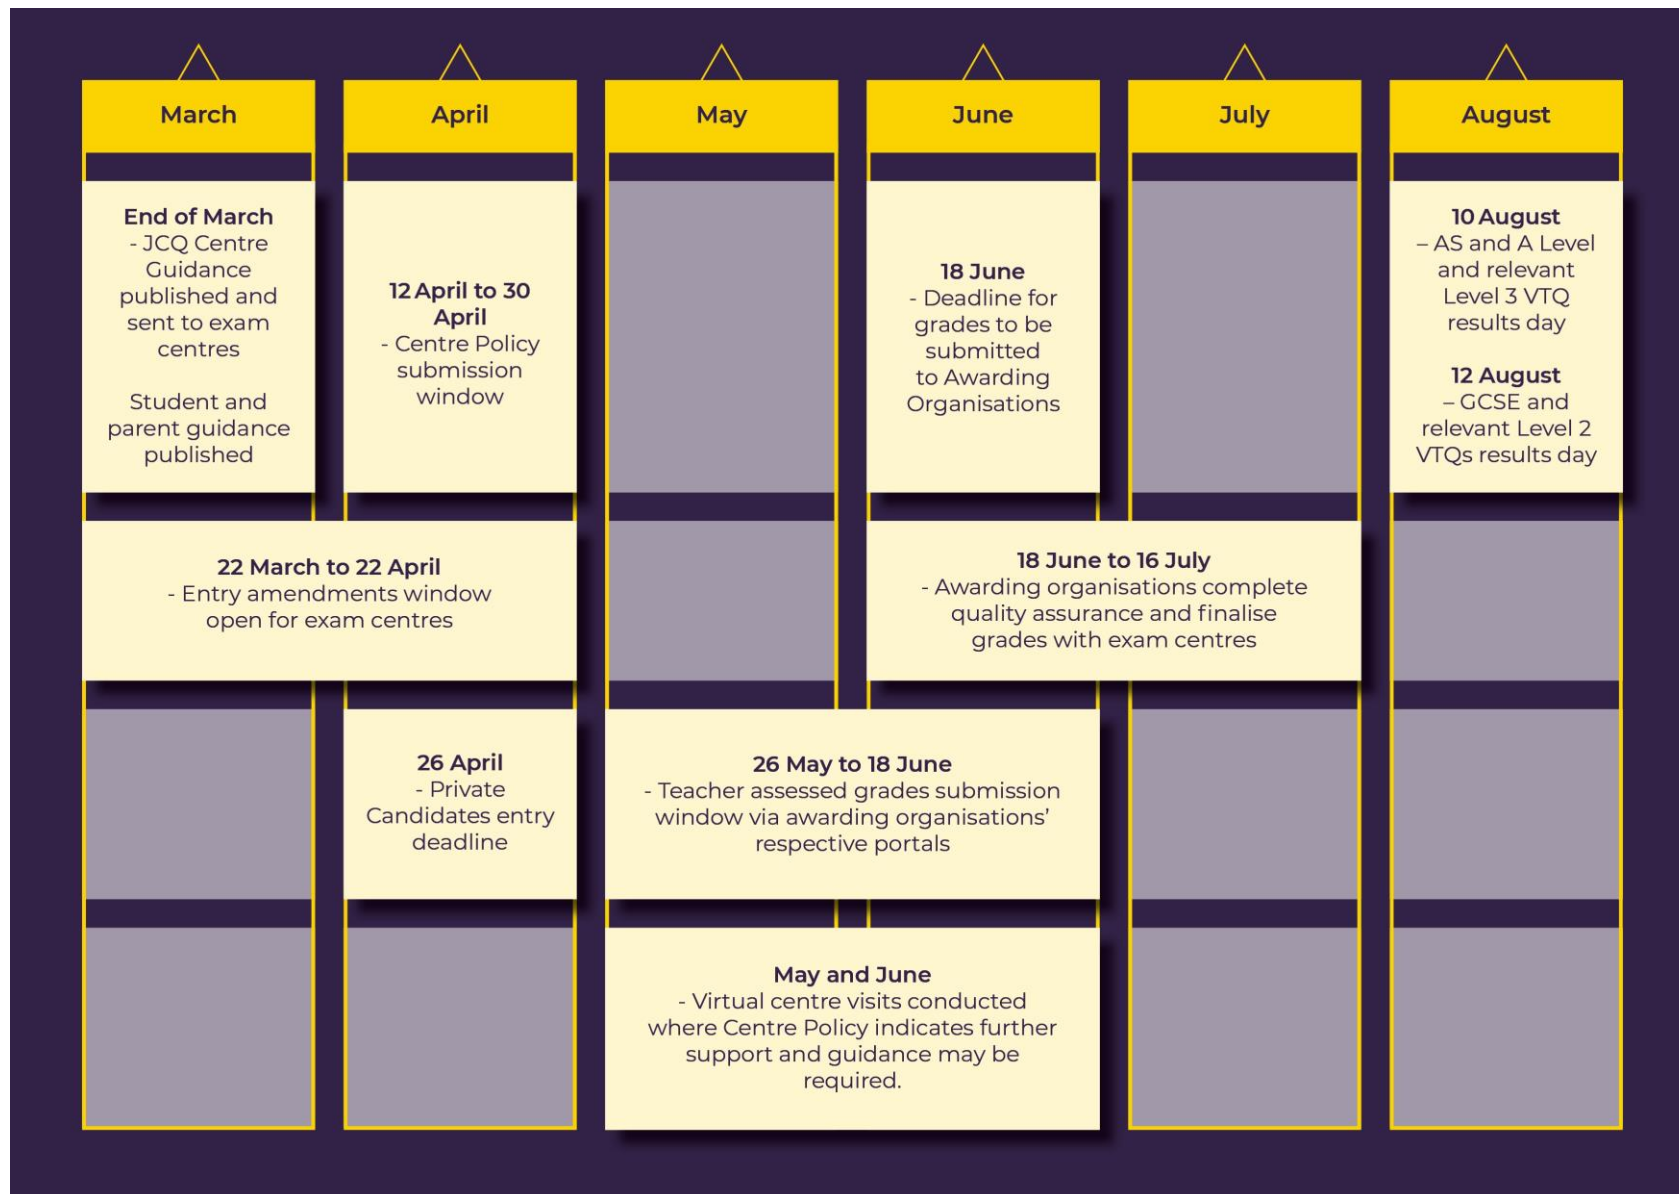 March
April
May
June
July
August
End of March
- JCQ Centre
Guidance
published and
sent to exam
centres
Student and
parent guidance
published
12 April to 30
April
- Centre Policy
submission
window
18 June
- Deadline for
grades to be
submitted
to Awarding
Organisations
10 August
– AS and A Level
and relevant
Level 3 VTQ
results day
12 August
– GCSE and
relevant Level 2
VTQs results day
22 March to 22 April
- Entry amendments window
open for exam centres
18 June to 16 July
- Awarding organisations complete
quality assurance and finalise
grades with exam centres
26 April
- Private
Candidates entry
deadline
26 May to 18 June
- Teacher assessed grades submission
window via awarding organisations’
respective portals
May and June
- Virtual centre visits conducted
where Centre Policy indicates further
support and guidance may be
required.